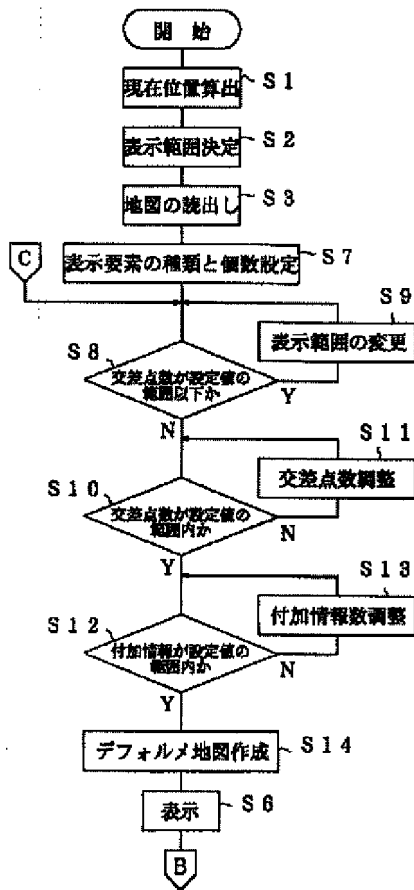 開 始
現在位置算出
S1
表示範囲決定
S2
地図の読出し
S3
C
表示要素の種類と個数設定
S7
S9
表示範囲の変更
S8
交差点数が設定値の
範囲以下か
Y
N
S11
交差点数調整
S10
交差点数が設定値の
範囲内か
N
Y
S13
付加情報数調整
S12
付加情報が設定値の
範囲内か
N
Y
デフォルメ地図作成
S14
表示
S6
B